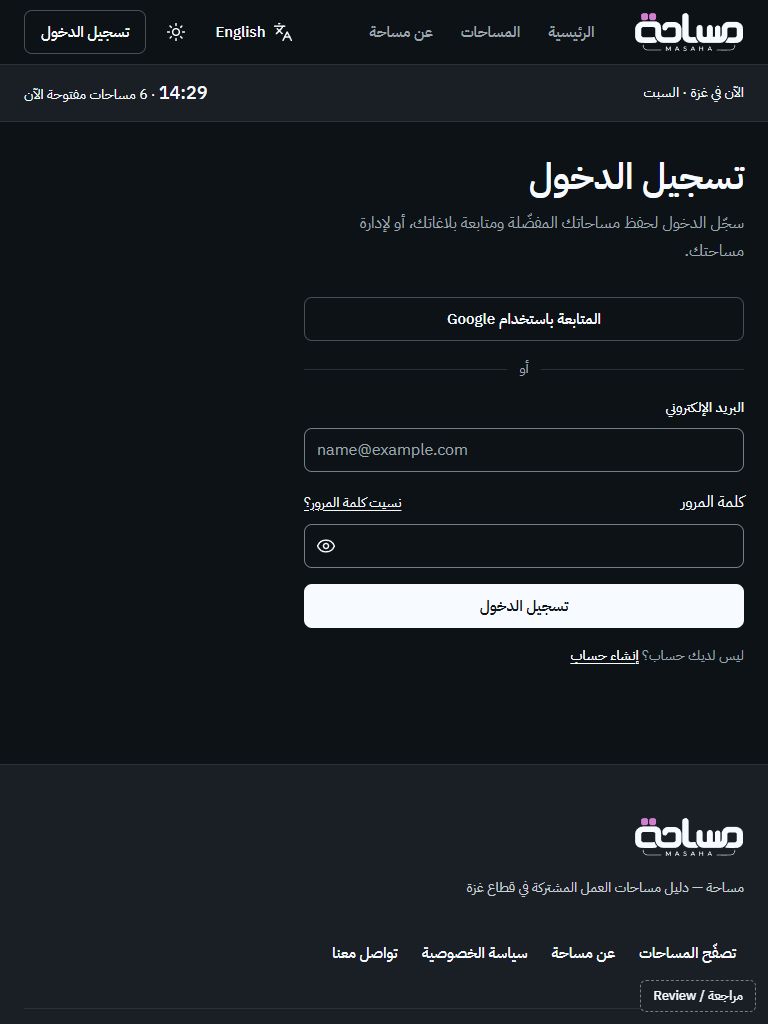 مساحة
MASAHA
الرئيسية
المساحات
عن مساحة
English
تسجيل الدخول
الآن في غزة · السبت
14:29 · 6 مساحات مفتوحة الآن
تسجيل الدخول
سجّل الدخول لحفظ مساحاتك المفضّلة ومتابعة بلاغاتك، أو لإدارة
مساحتك.
المتابعة باستخدام Google
أو
البريد الإلكتروني
name@example.com
كلمة المرور
نسيت كلمة المرور؟
تسجيل الدخول
ليس لديك حساب؟ إنشاء حساب
مساحة
MASAHA
مساحة — دليل مساحات العمل المشتركة في قطاع غزة
تصفّح المساحات
عن مساحة
سياسة الخصوصية
تواصل معنا
مراجعة / Review